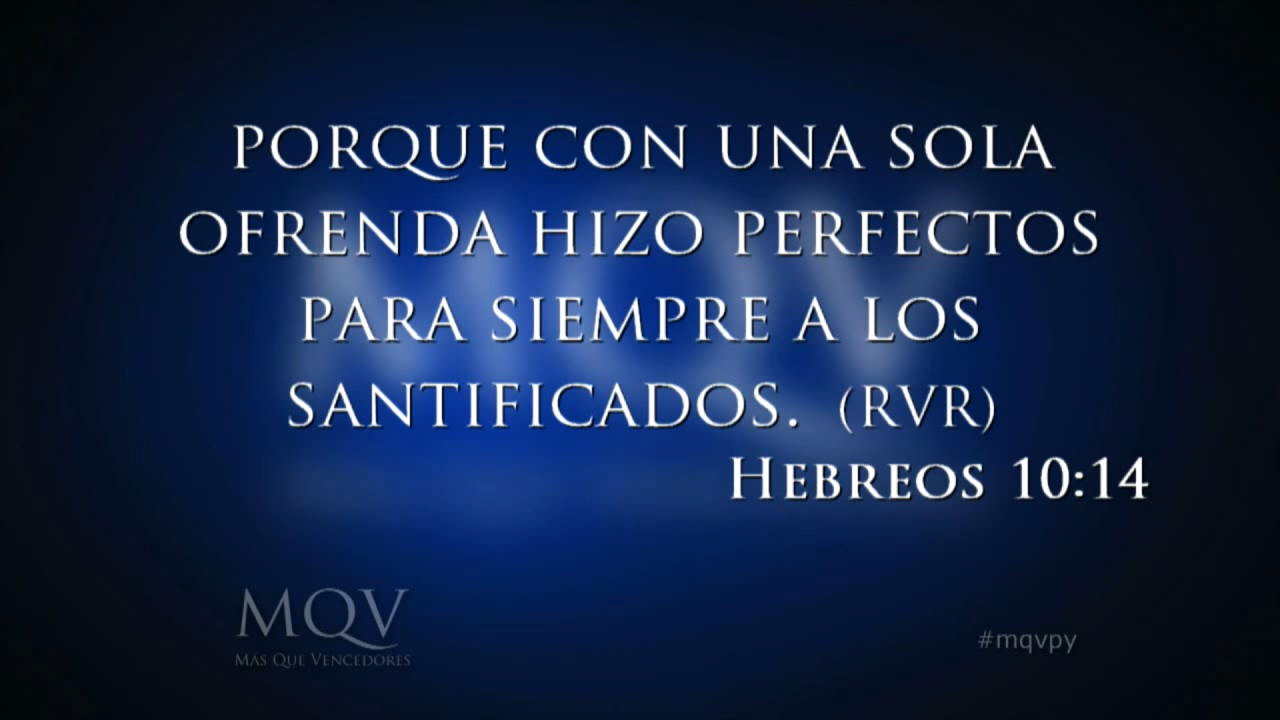 PORQUE CON UNA SOLA
OFRENDA HIZO PERFECTOS
PARA SIEMPRE A LOS
SANTIFICADOS. (RVR)
HEBREOS 10:14
MQV
MÁS QUE VENCEDORES
#mqvpy